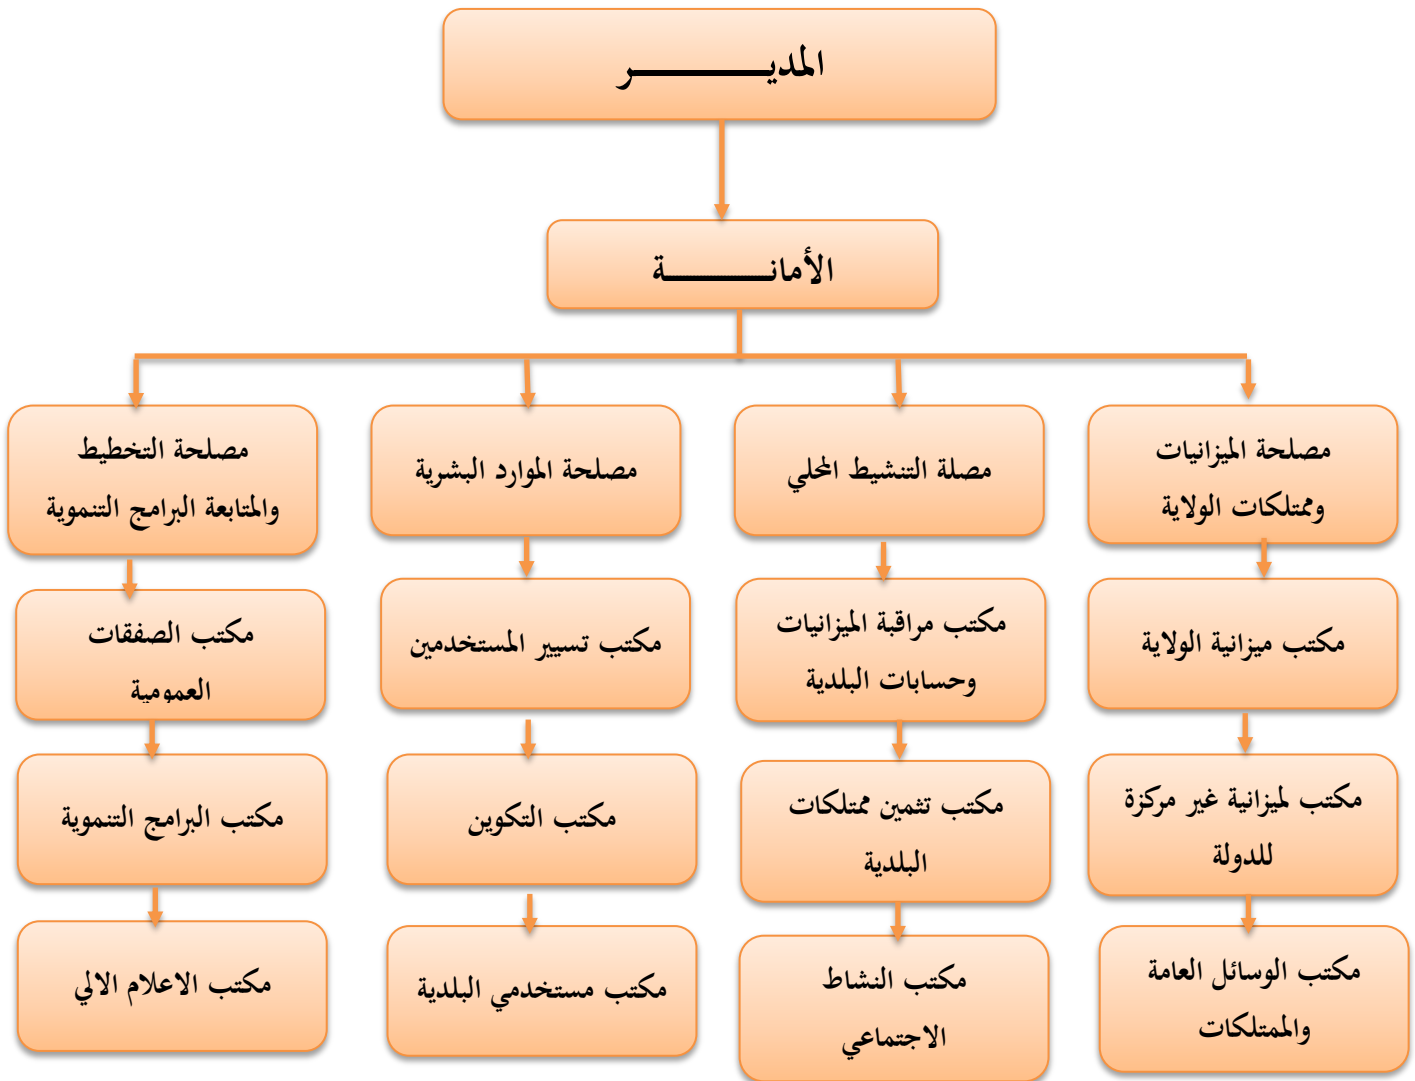 المديـــــــــــر
الأمانـــــــــــة
مصلحة الميزانيات
وممتلكات الولاية
مصلة التنشيط المحلي
مصلحة الموارد البشرية
مصلحة التخطيط
والمتابعة البرامج التنموية
مكتب ميزانية الولاية
مكتب مراقبة الميزانيات
وحسابات البلدية
مكتب تسيير المستخدمين
مكتب الصفقات
العمومية
مكتب لميزانية غير مركزة
للدولة
مكتب تثمين ممتلكات
البلدية
مكتب التكوين
مكتب البرامج التنموية
مكتب الوسائل العامة
والممتلكات
مكتب النشاط
الاجتماعي
مكتب مستخدمي البلدية
مكتب الاعلام الالي